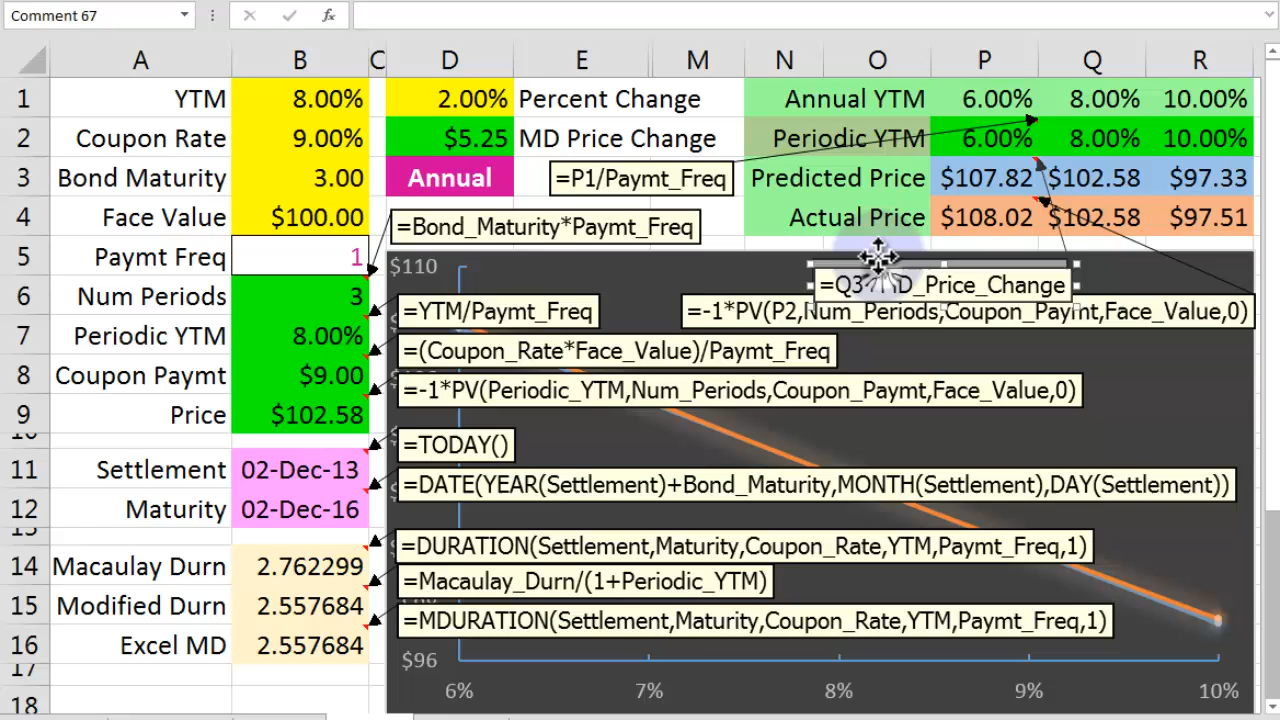 Comment 67
fx
A B C D E M N O P Q R
1 YTM 8.00% 2.00% Percent Change Annual YTM 6.00% 8.00% 10.00%
2 Coupon Rate 9.00% $5.25 MD Price Change Periodic YTM 6.00% 8.00% 10.00%
3 Bond Maturity 3.00 Annual =P1/Paymt_Freq Predicted Price $107.82 $102.58 $97.33
4 Face Value $100.00 =Bond_Maturity*Paymt_Freq Actual Price $108.02 $102.58 $97.51
5 Paymt Freq 1 $110
=Q3 D_Price_Change
6 Num Periods 3 =YTM/Paymt_Freq =-1*PV(P2,Num_Periods,Coupon_Paymt,Face_Value,0)
7 Periodic YTM 8.00% =(Coupon_Rate*Face_Value)/Paymt_Freq
8 Coupon Paymt $9.00 =-1*PV(Periodic_YTM,Num_Periods,Coupon_Paymt,Face_Value,0)
9 Price $102.58
=TODAY()
11 Settlement 02-Dec-13 =DATE(YEAR(Settlement)+Bond_Maturity,MONTH(Settlement),DAY(Settlement))
12 Maturity 02-Dec-16
=DURATION(Settlement,Maturity,Coupon_Rate,YTM,Paymt_Freq,1)
14 Macaulay Durn 2.762299 =Macaulay_Durn/(1+Periodic_YTM)
15 Modified Durn 2.557684 =MDURATION(Settlement,Maturity,Coupon_Rate,YTM,Paymt_Freq,1)
16 Excel MD 2.557684 $96
17
18 6% 7% 8% 9% 10%